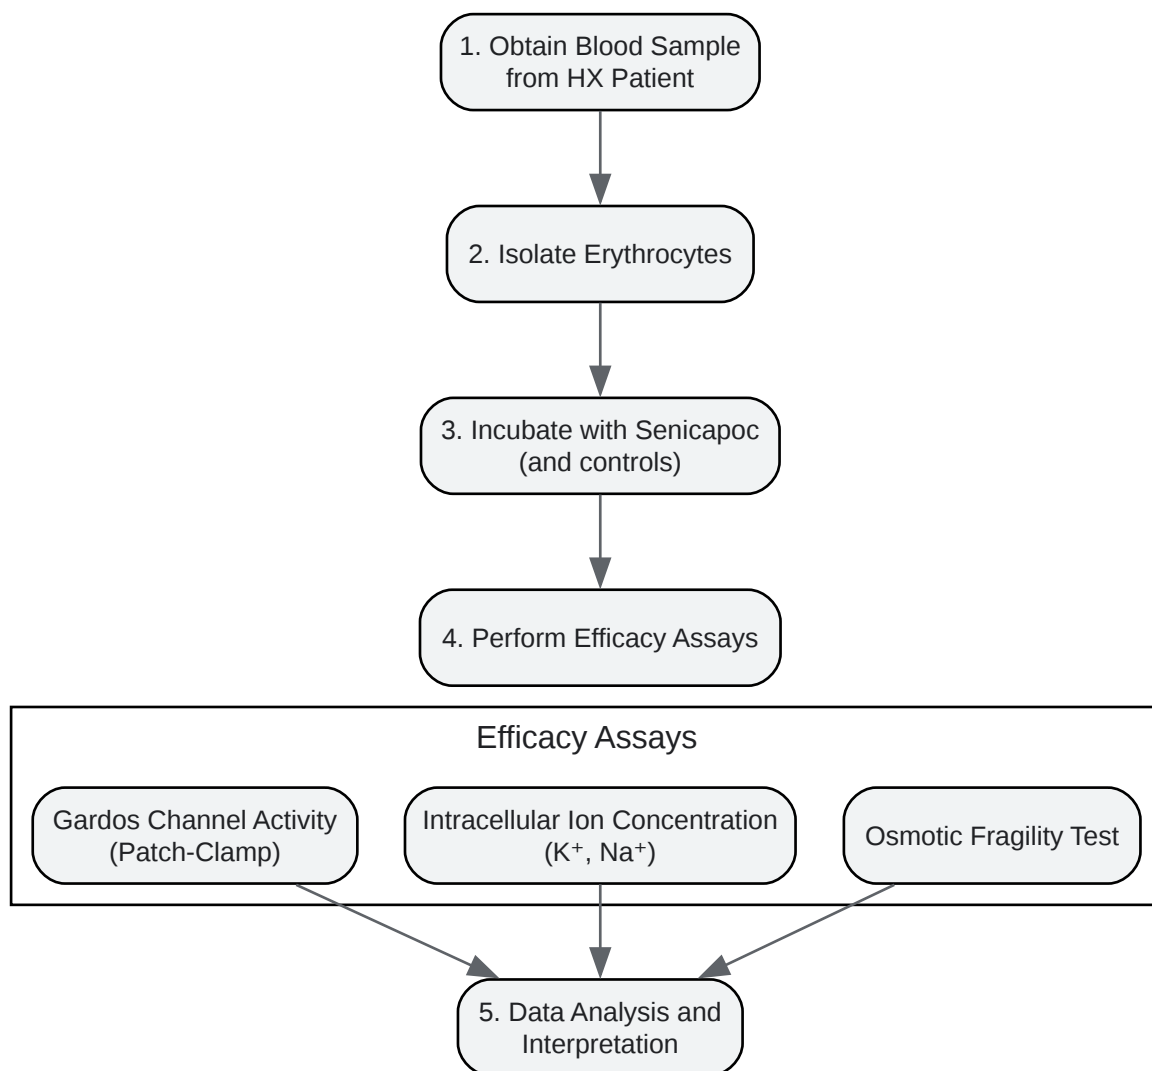 1. Obtain Blood Sample
from HX Patient
2. Isolate Erythrocytes
3. Incubate with Senicapoc
(and controls)
4. Perform Efficacy Assays
Efficacy Assays
Gardos Channel Activity
(Patch-Clamp)
Intracellular Ion Concentration
(K⁺, Na⁺)
Osmotic Fragility Test
5. Data Analysis and
Interpretation